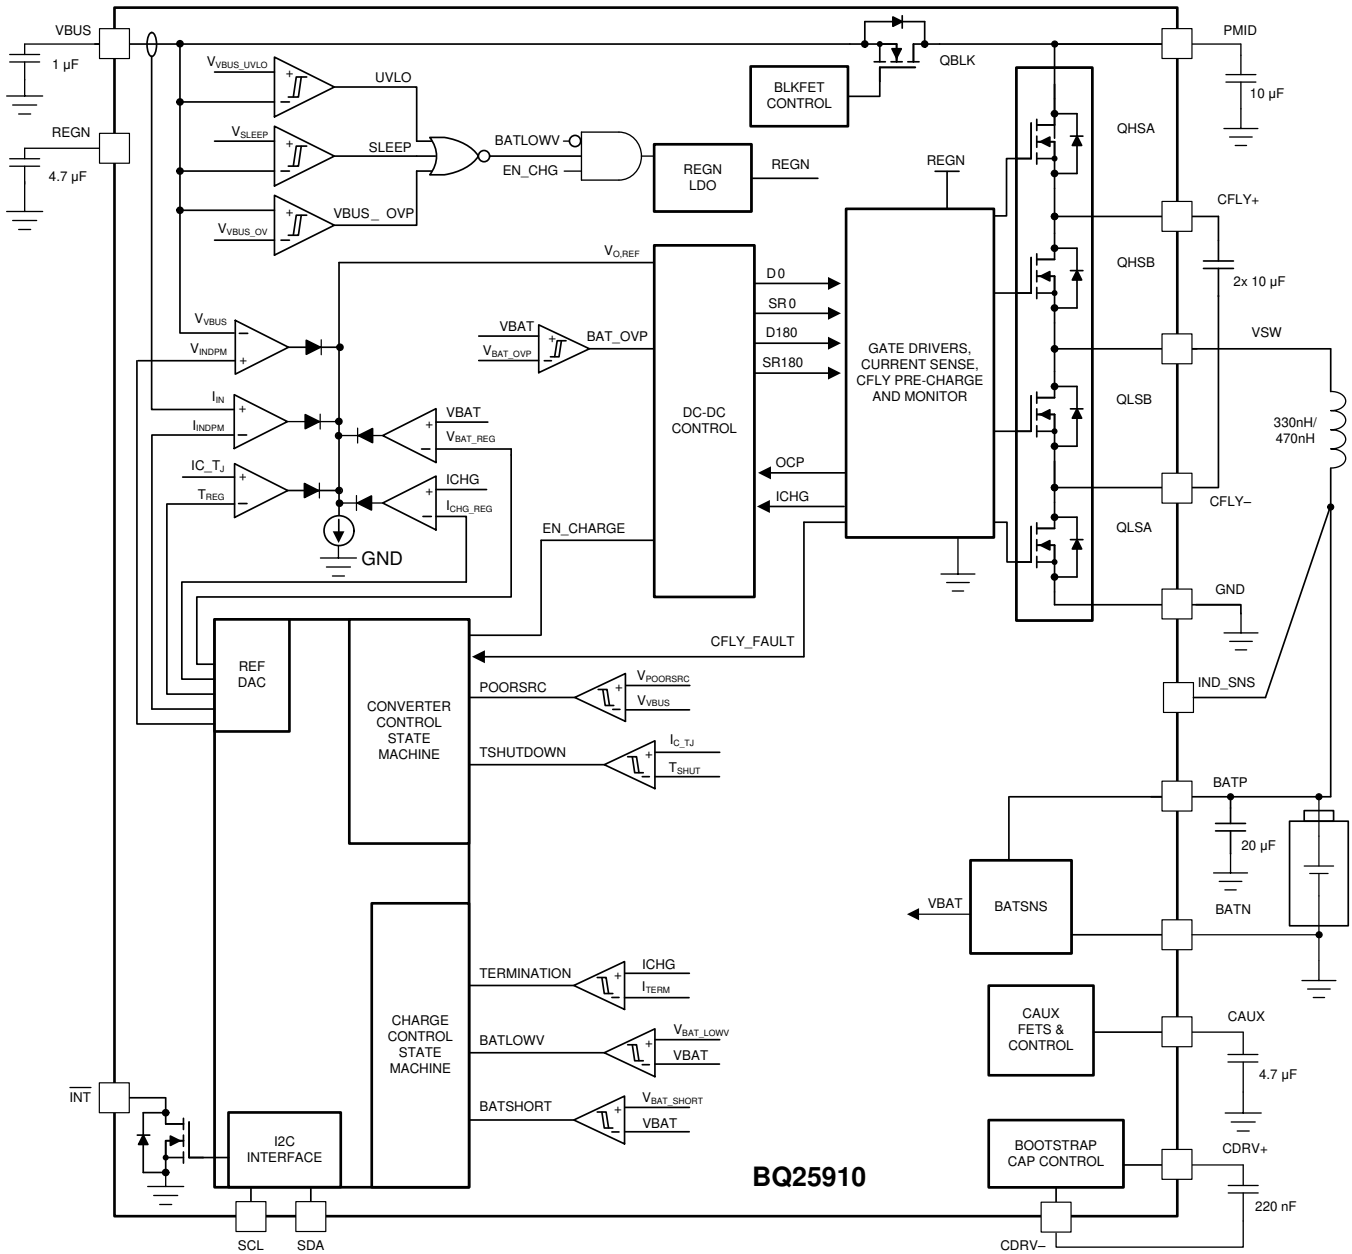 VBUS
1 µF
REGN
4.7 µF
V_VBUS_UVLO
UVLO
V_SLEEP
SLEEP
VBUS_ OVP
V_VBUS_OV
BATLOWV
EN_CHG
REGN
LDO
REGN
BLKFET
CONTROL
QBLK
PMID
10 µF
QHSA
CFLY+
QHSB
2x 10 µF
VSW
QLSB
330nH/
470nH
CFLY–
QLSA
GND
IND_SNS
REGN
GATE DRIVERS,
CURRENT SENSE,
CFLY PRE-CHARGE
AND MONITOR
D0
SR0
D180
SR180
OCP
ICHG
DC-DC
CONTROL
V_O,REF
VBAT
V_BAT_OVP
BAT_OVP
EN_CHARGE
V_VBUS
V_INDPM
I_IN
I_INDPM
IC_T_J
T_REG
VBAT
V_BAT_REG
ICHG
I_CHG_REG
GND
REF
DAC
CONVERTER
CONTROL
STATE
MACHINE
CFLY_FAULT
POORSRC
V_POORSRC
V_VBUS
TSHUTDOWN
I_C_TJ
T_SHUT
BATP
20 µF
BATN
VBAT
BATSNS
CHARGE
CONTROL
STATE
MACHINE
TERMINATION
ICHG
I_TERM
BATLOWV
V_BAT_LOWV
VBAT
BATSHORT
V_BAT_SHORT
VBAT
CAUX
FETS &
CONTROL
CAUX
4.7 µF
INT
I2C
INTERFACE
SCL
SDA
BQ25910
BOOTSTRAP
CAP CONTROL
CDRV+
220 nF
CDRV–